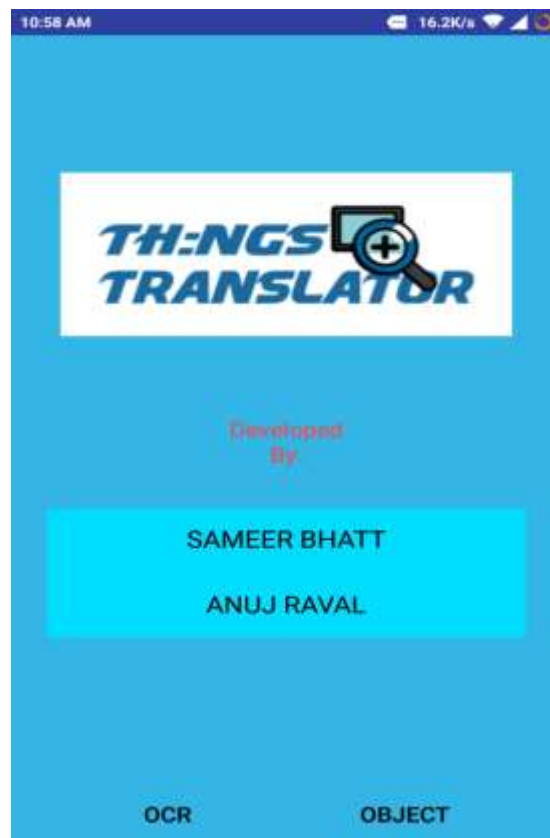 10:58 AM 16.2K/s
TH:NGS
TRANSLATOR
Developed
By
SAMEER BHATT
ANUJ RAVAL
OCR OBJECT